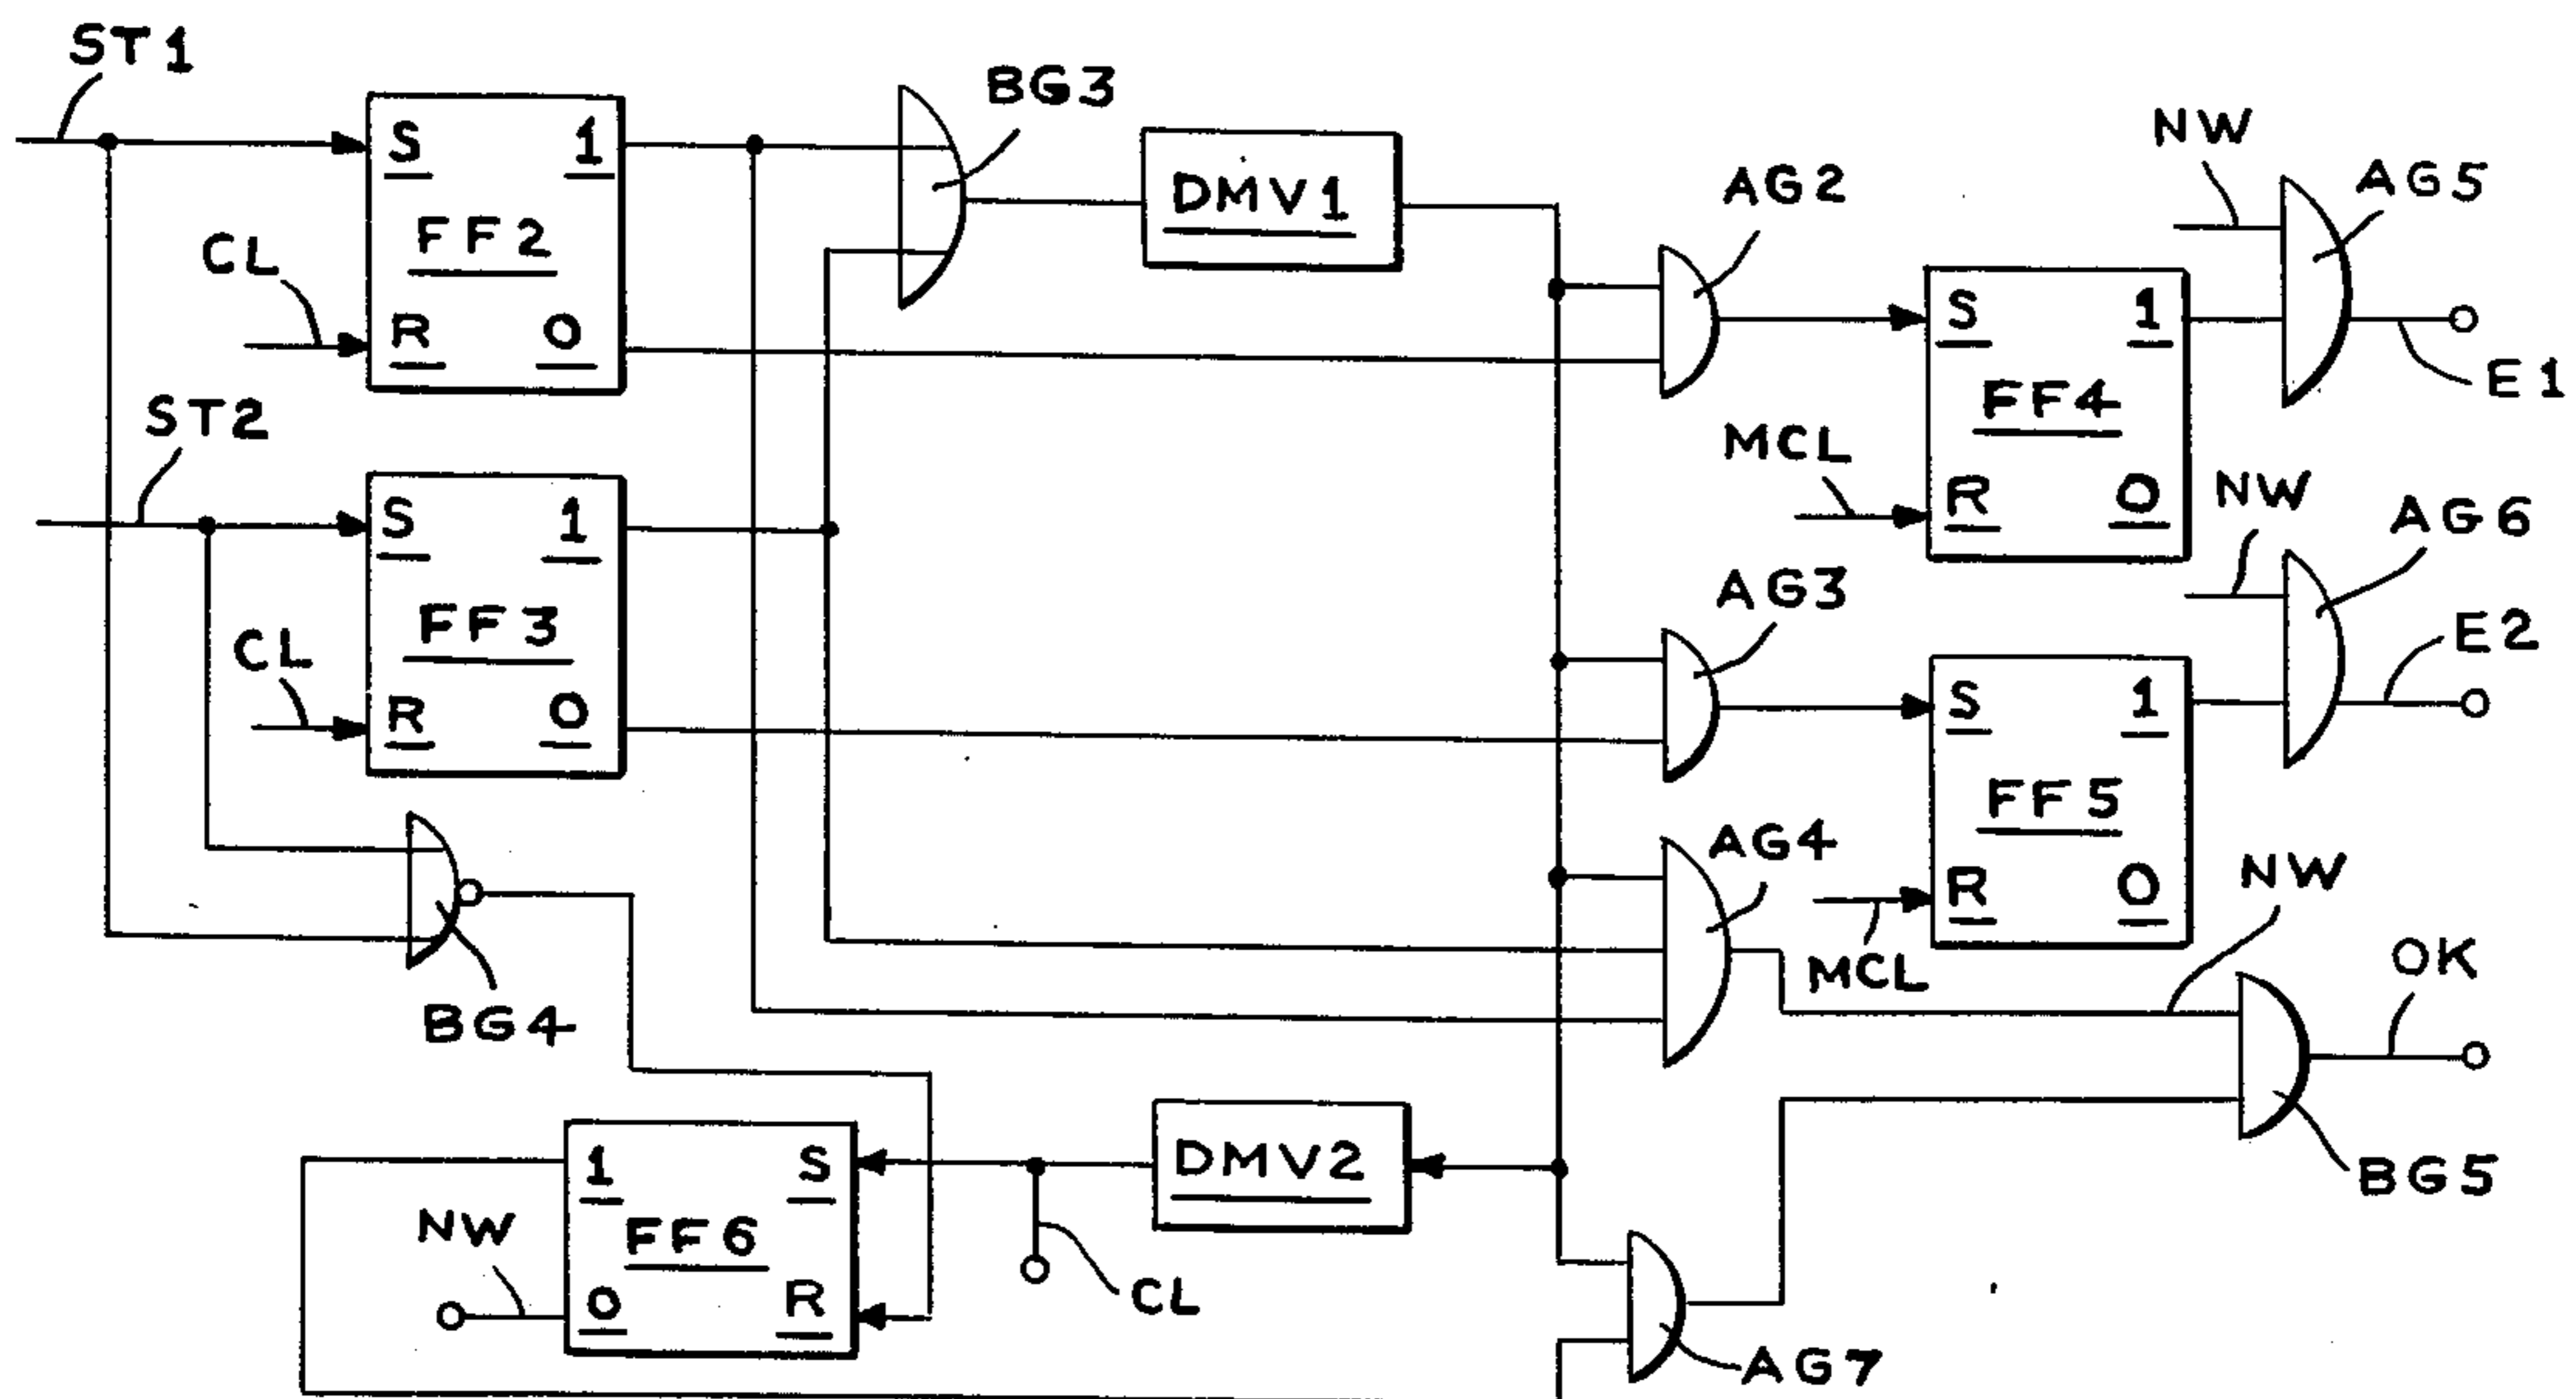 ST1
S 1
FF2
R 0
CL
BG3
DMV1
AG2
NW
AG5
S 1
FF4
R 0
MCL
E1
ST2
S 1
FF3
R 0
CL
AG3
NW
AG6
E2
S 1
FF5
R 0
MCL
BG4
AG4
NW
OK
BG5
1 S
FF6
0 R
NW
DMV2
CL
AG7